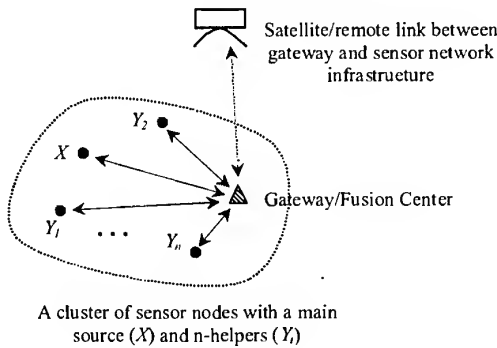 Satellite/remote link between
gateway and sensor network
infrastrueture
Y2
X
Gateway/Fusion Center
Y1
...
Yn
A cluster of sensor nodes with a main
source (X) and n-helpers (Yi)